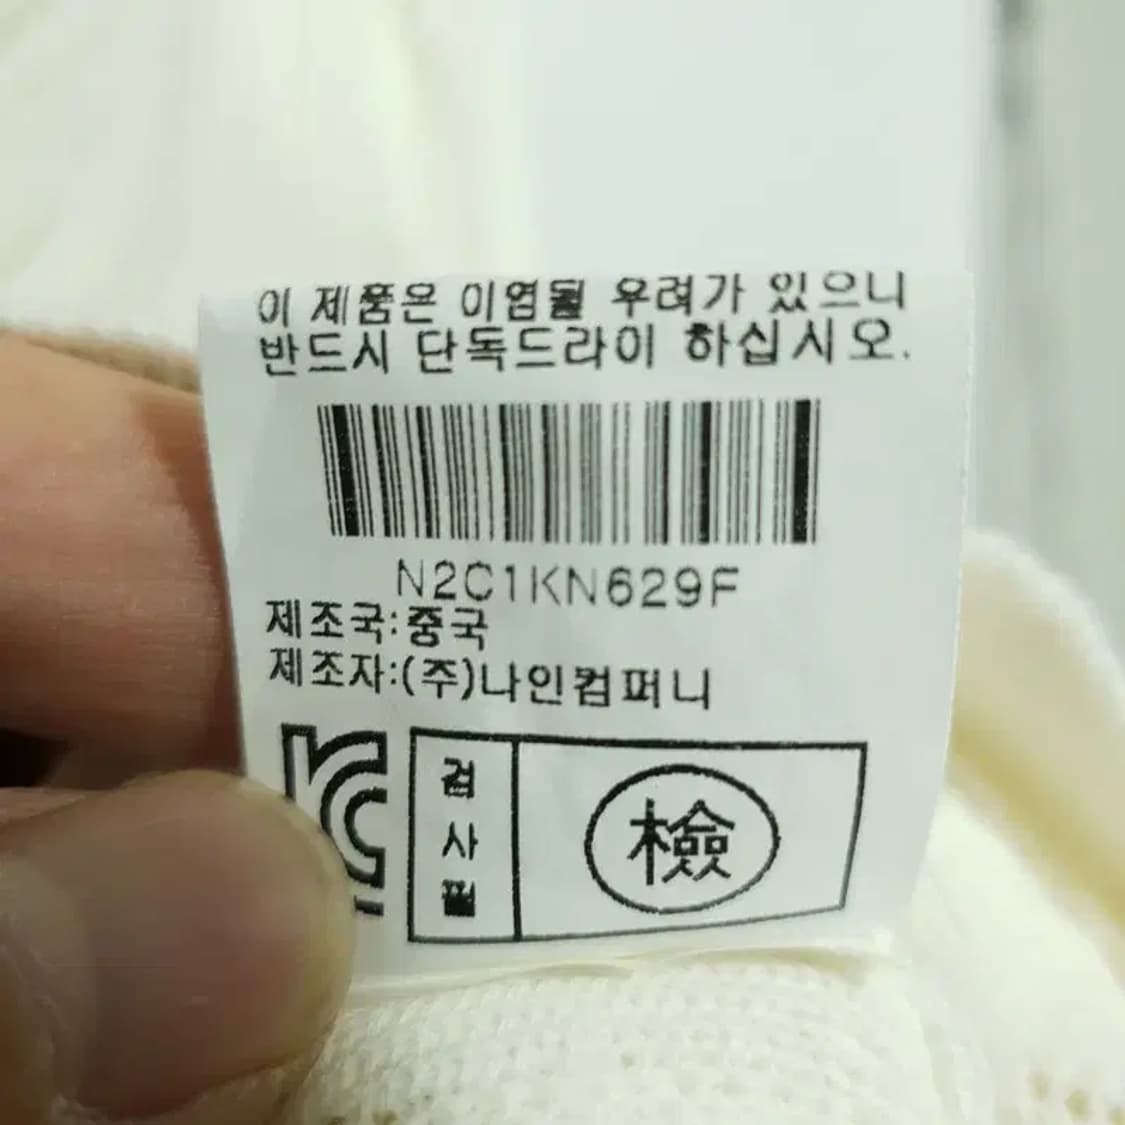 이 제품은 이염될 우려가 있으니
반드시 단독드라이 하십시오.
N2C1KN629F
제조국:중국
제조자:(주)나인컴퍼니
KC
검사필
檢